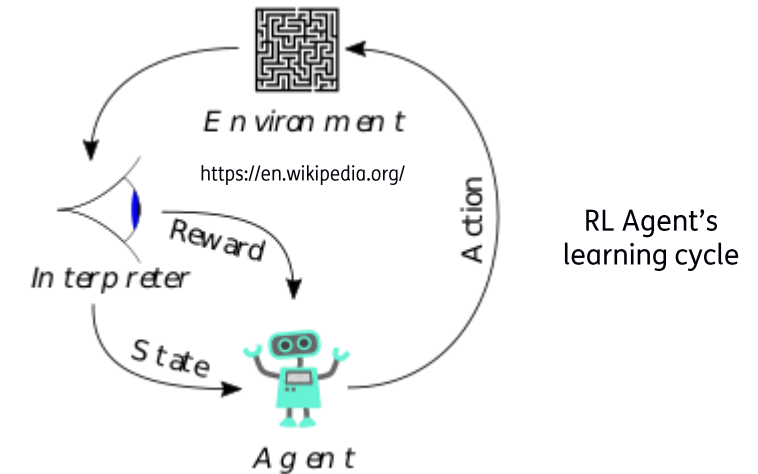 Environment
https://en.wikipedia.org/
Action
Reward
RL Agent's
learning cycle
Interpreter
State
Agent